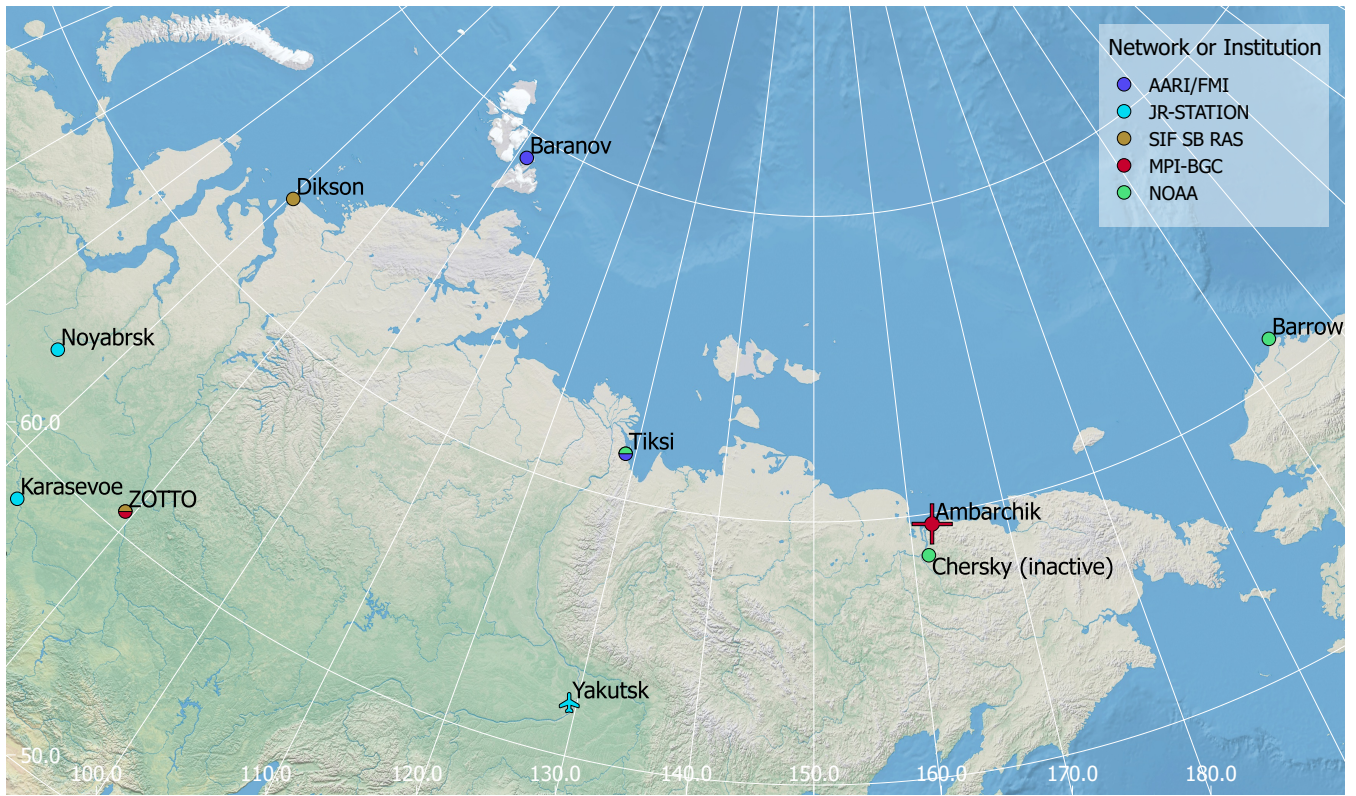 Network or Institution
AARI/FMI
JR-STATION
SIF SB RAS
MPI-BGC
NOAA
Baranov
Dikson
Barrow
Noyabrsk
60.0
Tiksi
Karasevoe
ZOTTO
Ambarchik
Chersky (inactive)
Yakutsk
50.0
100.0 110.0 120.0 130.0 140.0 150.0 160.0 170.0 180.0